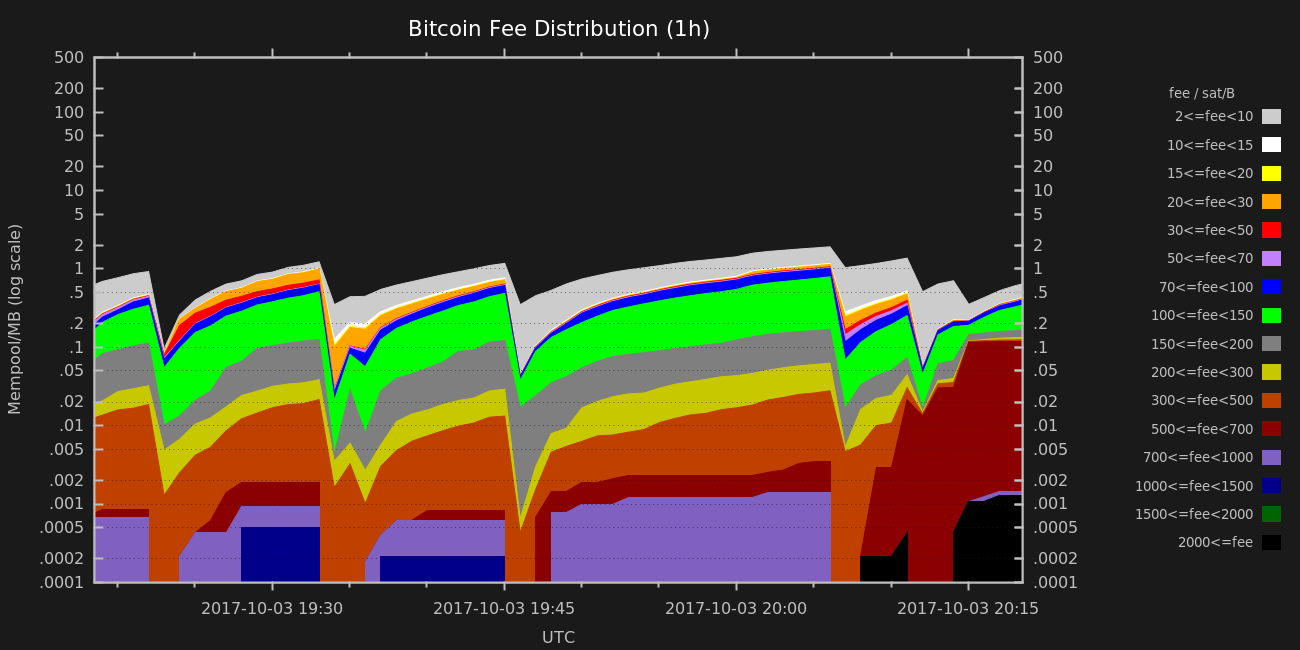 Bitcoin Fee Distribution (1h)
500 500
200 200
100 100
50 50
20 20
10 10
5 5
2 2
1 1
.5 .5
.2 .2
.1 .1
.05 .05
.02 .02
.01 .01
.005 .005
.002 .002
.001 .001
.0005 .0005
.0002 .0002
.0001 .0001
Mempool/MB (log scale)
2017-10-03 19:30 2017-10-03 19:45 2017-10-03 20:00 2017-10-03 20:15
UTC
fee / sat/B
2<=fee<10
10<=fee<15
15<=fee<20
20<=fee<30
30<=fee<50
50<=fee<70
70<=fee<100
100<=fee<150
150<=fee<200
200<=fee<300
300<=fee<500
500<=fee<700
700<=fee<1000
1000<=fee<1500
1500<=fee<2000
2000<=fee